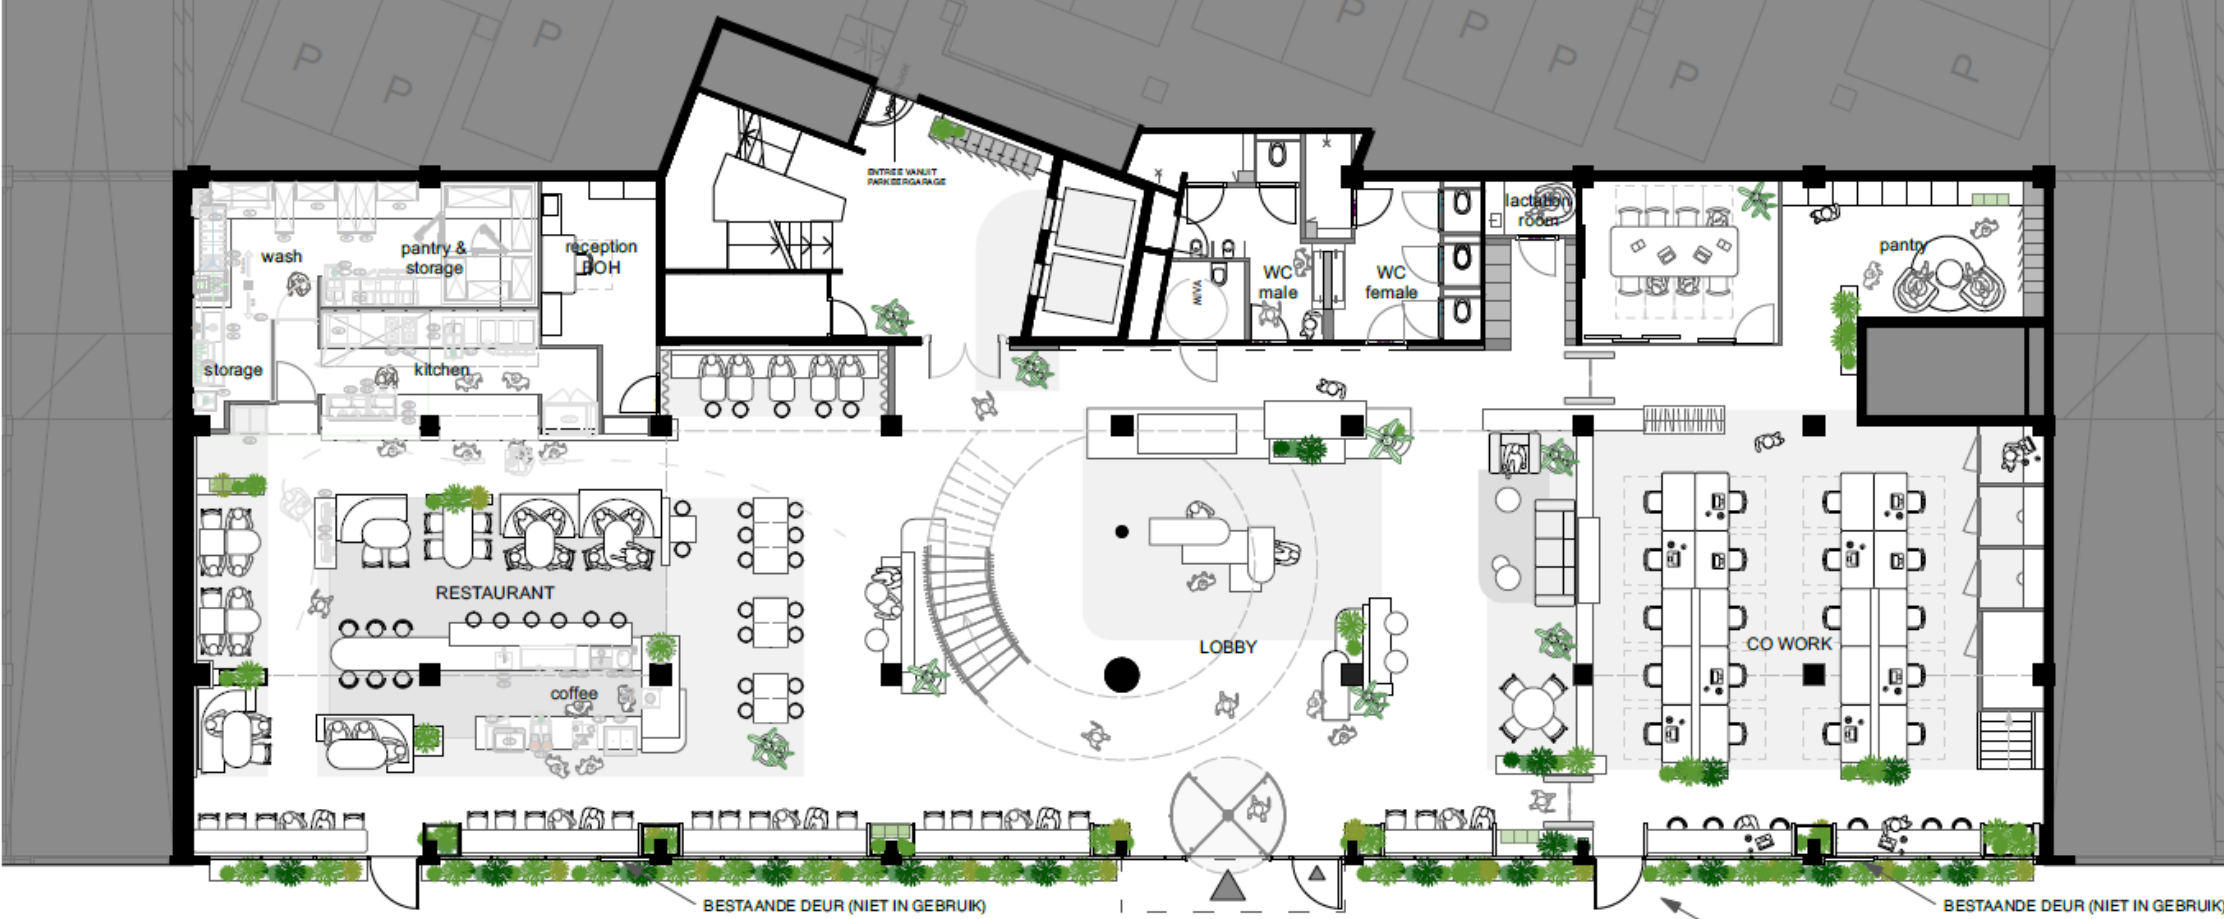 P
P
P
P
P
P
P
P
ENTREE VANUIT
PARKEERGARAGE
lactation
room
wash
pantry &
storage
reception
BOH
pantry
WC
male
WC
female
MIVA
storage
kitchen
RESTAURANT
LOBBY
CO WORK
coffee
BESTAANDE DEUR (NIET IN GEBRUIK)
BESTAANDE DEUR (NIET IN GEBRUIK)